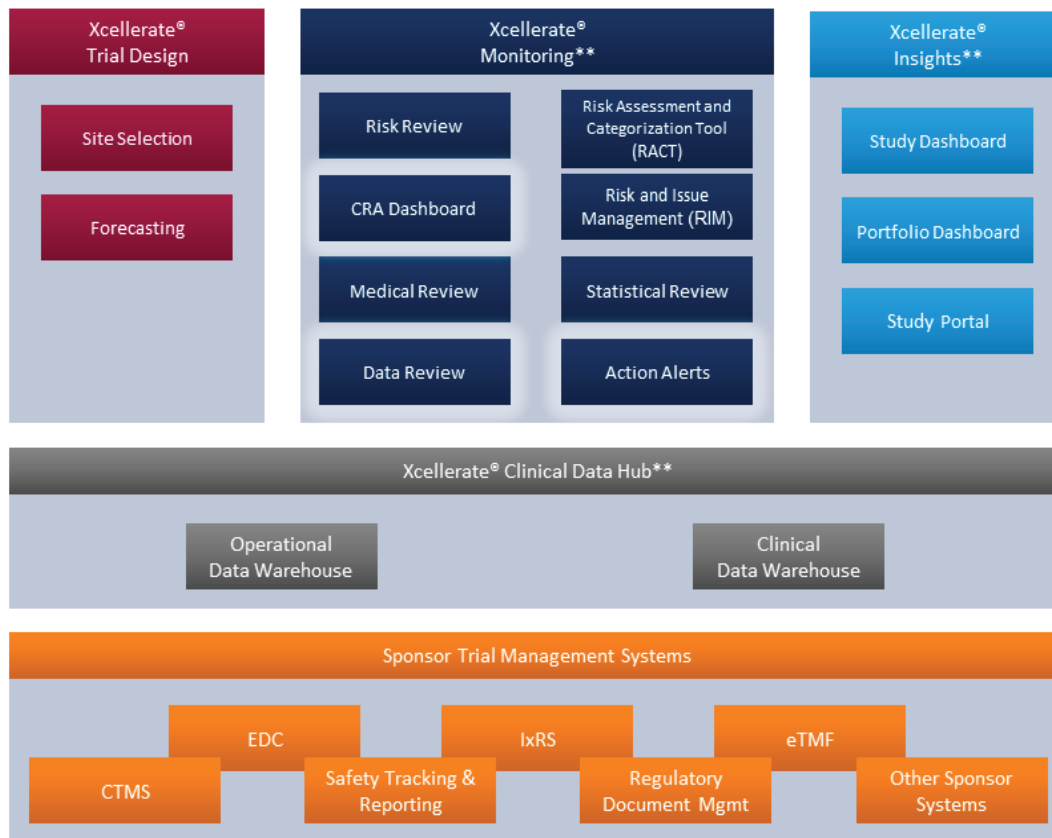 Xcellerate®
Trial Design
Site Selection
Forecasting
Xcellerate®
Monitoring**
Risk Review
CRA Dashboard
Medical Review
Data Review
Risk Assessment and
Categorization Tool
(RACT)
Risk and Issue
Management (RIM)
Statistical Review
Action Alerts
Xcellerate®
Insights**
Study Dashboard
Portfolio Dashboard
Study Portal
Xcellerate® Clinical Data Hub**
Operational
Data Warehouse
Clinical
Data Warehouse
Sponsor Trial Management Systems
EDC
IxRS
eTMF
CTMS
Safety Tracking &
Reporting
Regulatory
Document Mgmt
Other Sponsor
Systems